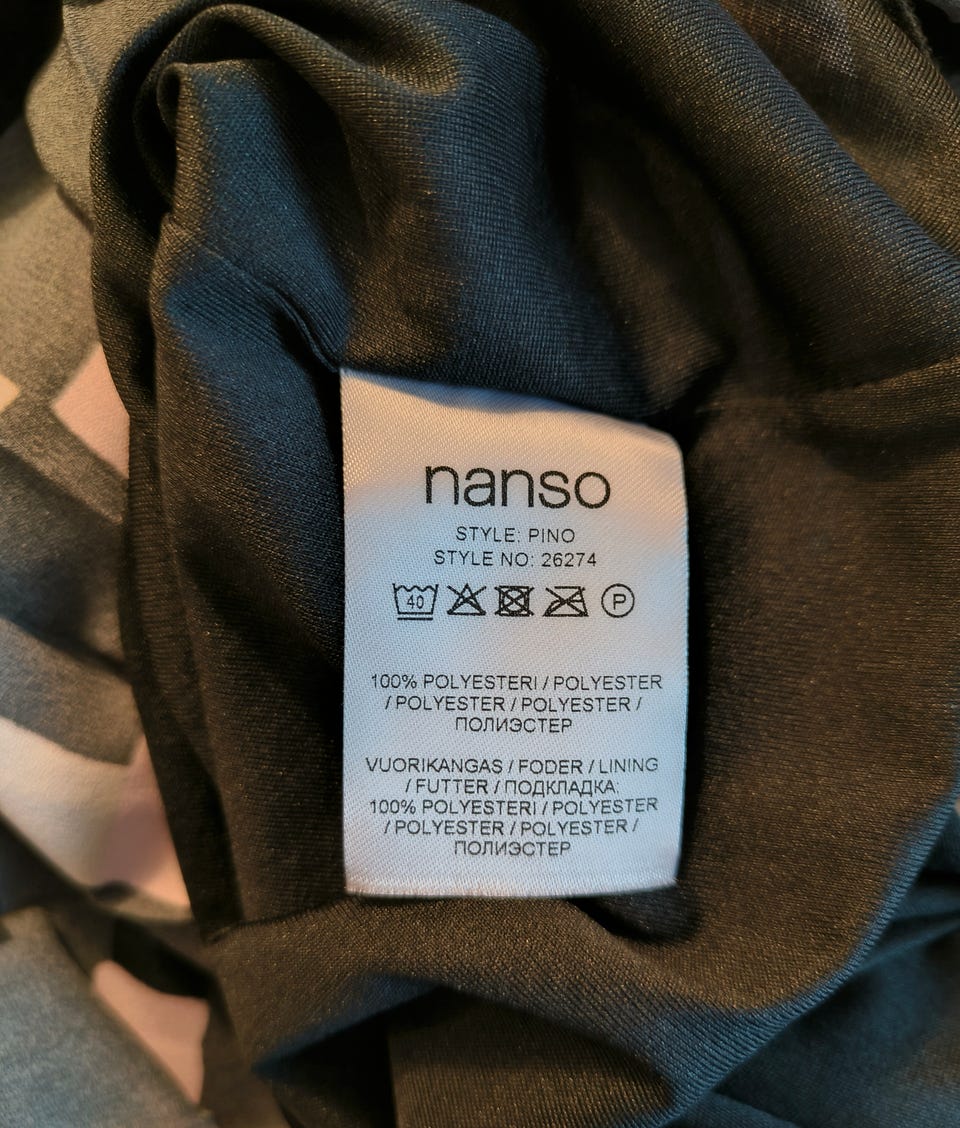 nanso
STYLE: PINO
STYLE NO: 26274
40 P
100% POLYESTERI / POLYESTER
/ POLYESTER / POLYESTER /
ПОЛИЭСТЕР
VUORIKANGAS / FODER / LINING
/ FUTTER / ПОДКЛАДКА:
100% POLYESTERI / POLYESTER
/ POLYESTER / POLYESTER /
ПОЛИЭСТЕР